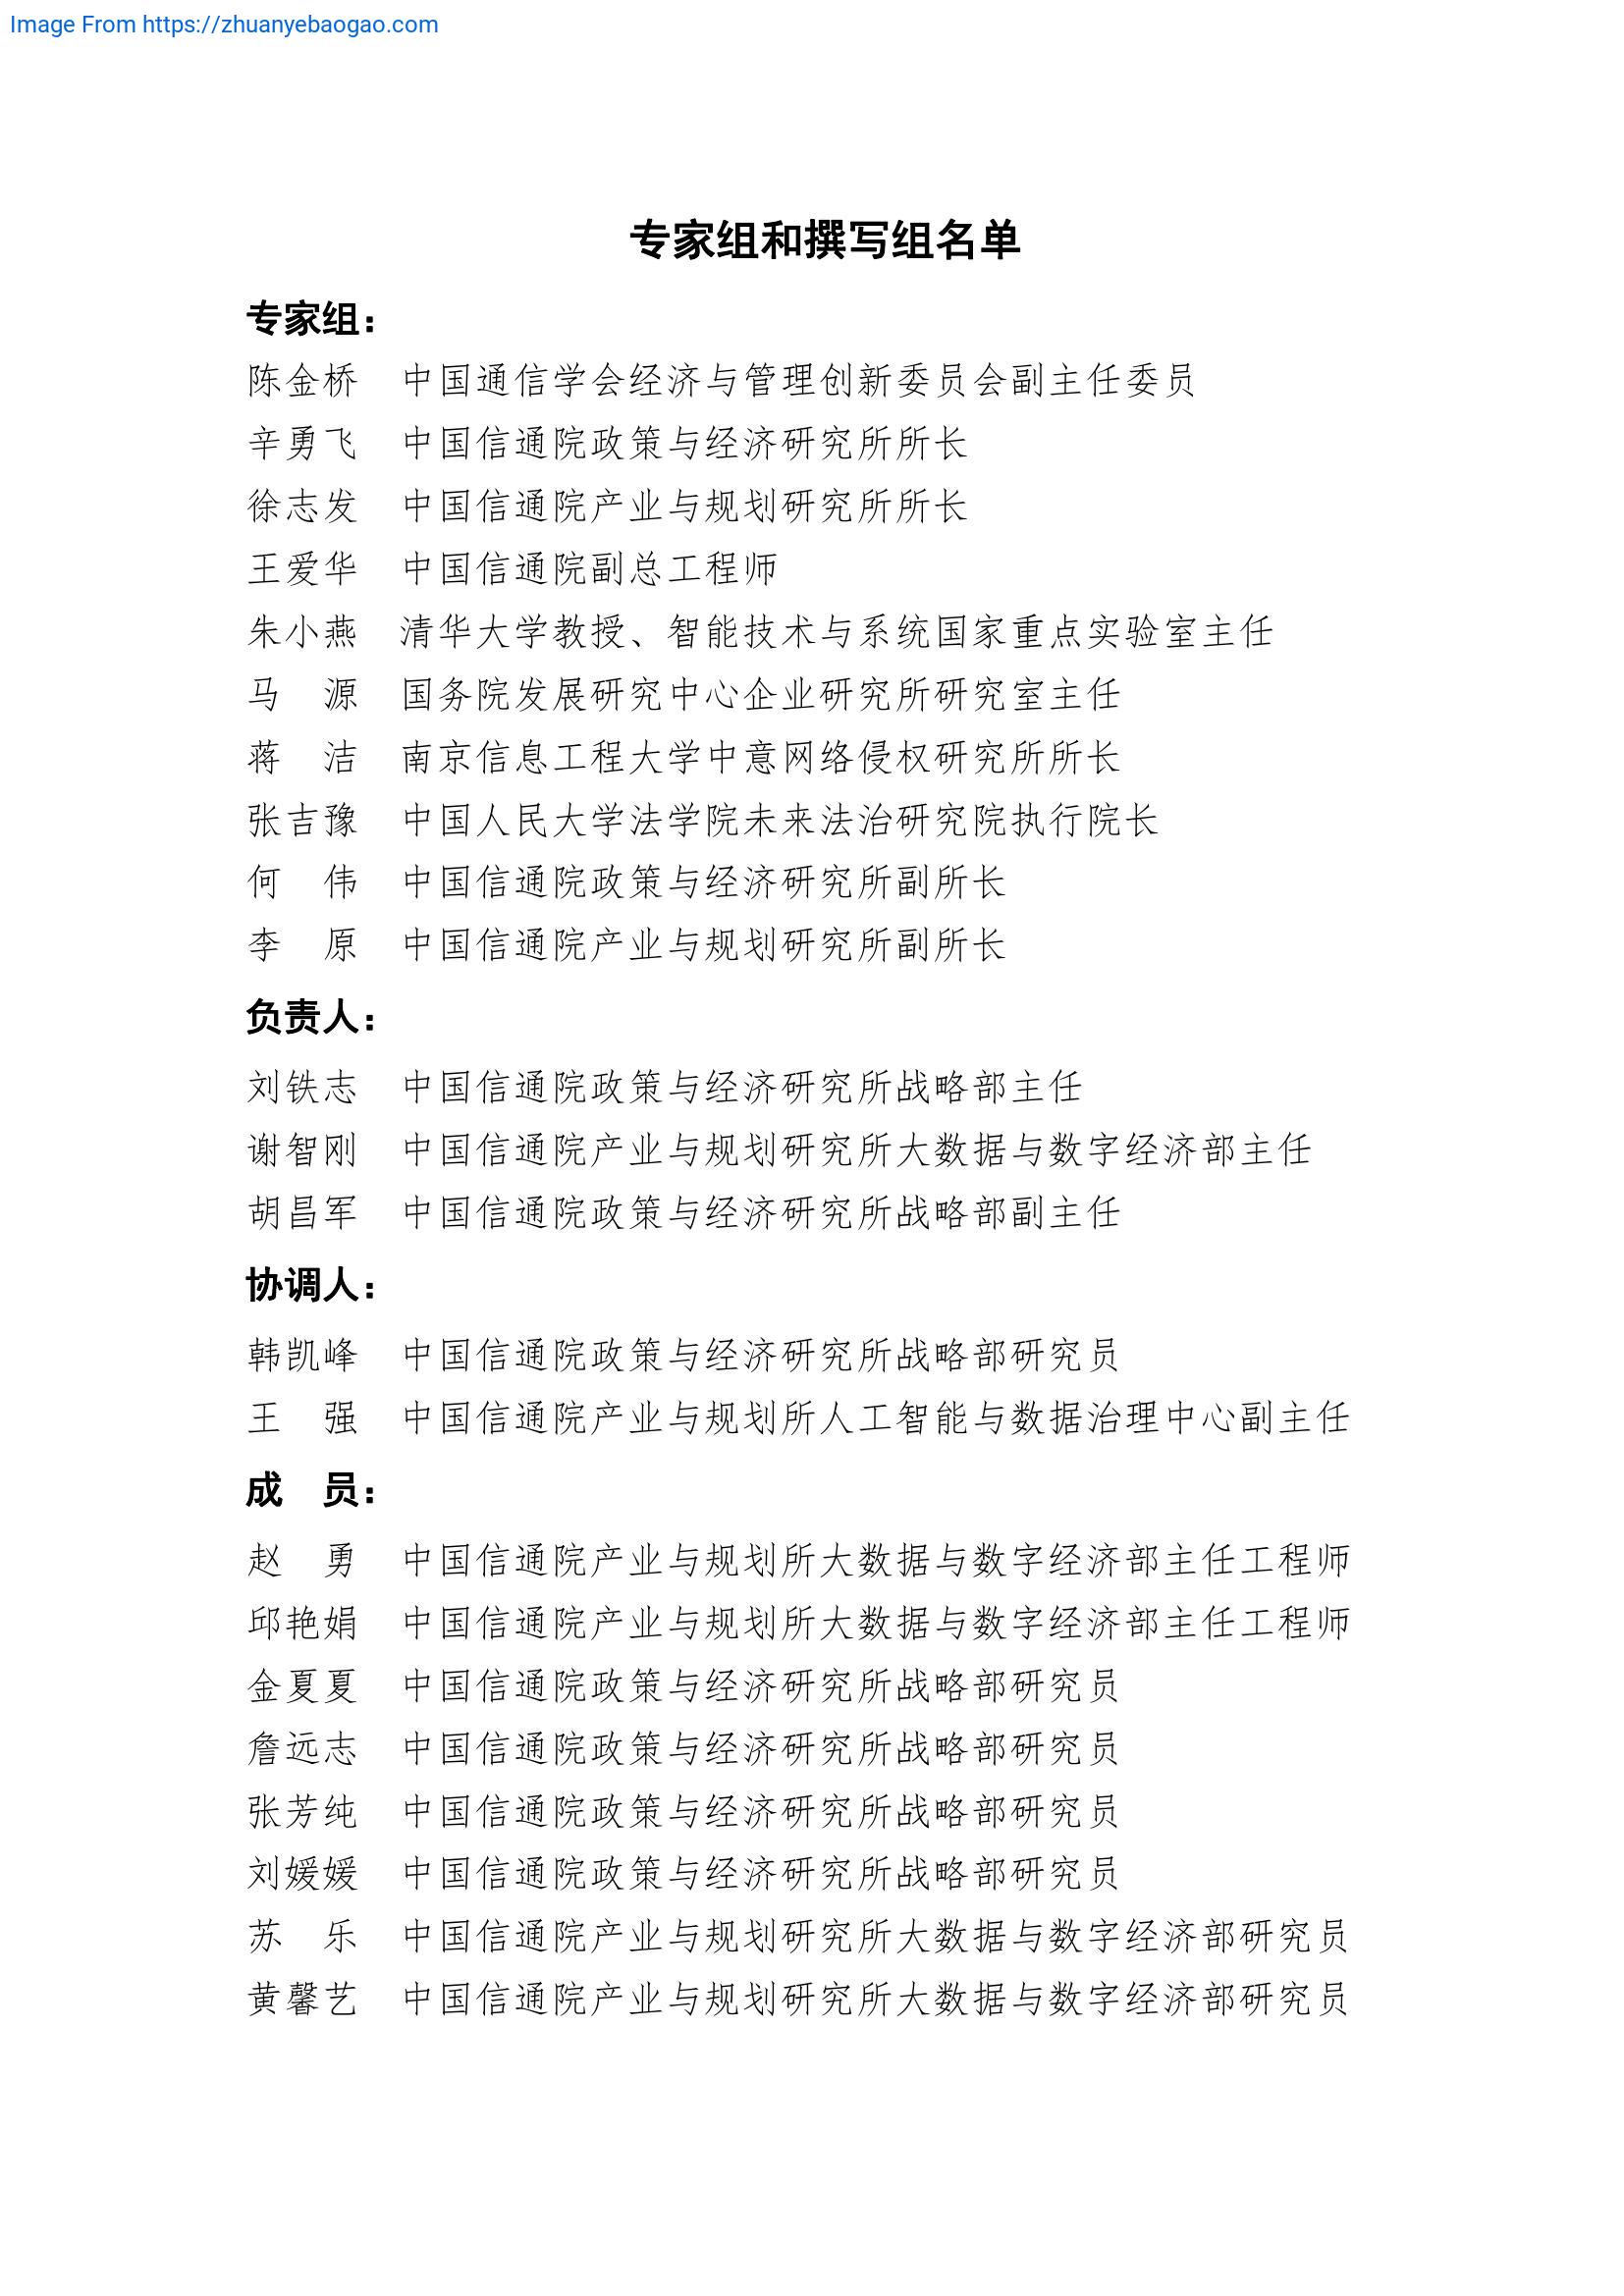 Image From https://zhuanyebaogao.com
专家组和撰写组名单
专家组：
陈金桥　中国通信学会经济与管理创新委员会副主任委员
辛勇飞　中国信通院政策与经济研究所所长
徐志发　中国信通院产业与规划研究所所长
王爱华　中国信通院副总工程师
朱小燕　清华大学教授、智能技术与系统国家重点实验室主任
马　源　国务院发展研究中心企业研究所研究室主任
蒋　洁　南京信息工程大学中意网络侵权研究所所长
张吉豫　中国人民大学法学院未来法治研究院执行院长
何　伟　中国信通院政策与经济研究所副所长
李　原　中国信通院产业与规划研究所副所长
负责人：
刘铁志　中国信通院政策与经济研究所战略部主任
谢智刚　中国信通院产业与规划研究所大数据与数字经济部主任
胡昌军　中国信通院政策与经济研究所战略部副主任
协调人：
韩凯峰　中国信通院政策与经济研究所战略部研究员
王　强　中国信通院产业与规划所人工智能与数据治理中心副主任
成　员：
赵　勇　中国信通院产业与规划所大数据与数字经济部主任工程师
邱艳娟　中国信通院产业与规划所大数据与数字经济部主任工程师
金夏夏　中国信通院政策与经济研究所战略部研究员
詹远志　中国信通院政策与经济研究所战略部研究员
张芳纯　中国信通院政策与经济研究所战略部研究员
刘媛媛　中国信通院政策与经济研究所战略部研究员
苏　乐　中国信通院产业与规划研究所大数据与数字经济部研究员
黄馨艺　中国信通院产业与规划研究所大数据与数字经济部研究员